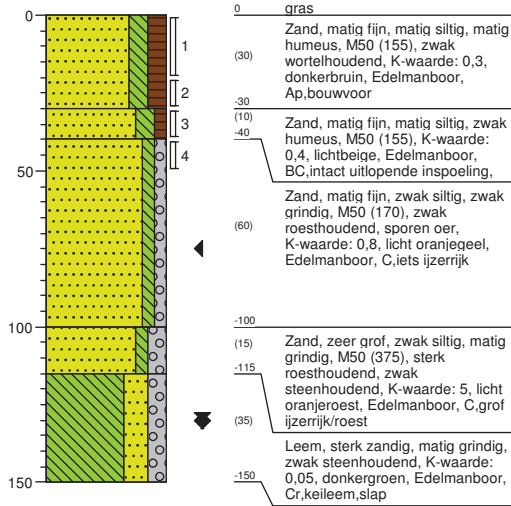 0
50
100
150
1
2
3
4
0
gras
(30)
Zand, matig fijn, matig siltig, matig
humeus, M50 (155), zwak
wortelhoudend, K-waarde: 0,3,
donkerbruin, Edelmanboor,
Ap,bouwvoor
-30
(10)
-40
Zand, matig fijn, matig siltig, zwak
humeus, M50 (155), K-waarde:
0,4, lichtbeige, Edelmanboor,
BC,intact uitlopende inspoeling,
(60)
Zand, matig fijn, zwak siltig, zwak
grindig, M50 (170), zwak
roesthoudend, sporen oer,
K-waarde: 0,8, licht oranjegeel,
Edelmanboor, C,iets ijzerrijk
-100
(15)
-115
Zand, zeer grof, zwak siltig, matig
grindig, M50 (375), sterk
roesthoudend, zwak
steenhoudend, K-waarde: 5, licht
oranjeroest, Edelmanboor, C,grof
ijzerrijk/roest
(35)
-150
Leem, sterk zandig, matig grindig,
zwak steenhoudend, K-waarde:
0,05, donkergroen, Edelmanboor,
Cr,keileem,slap